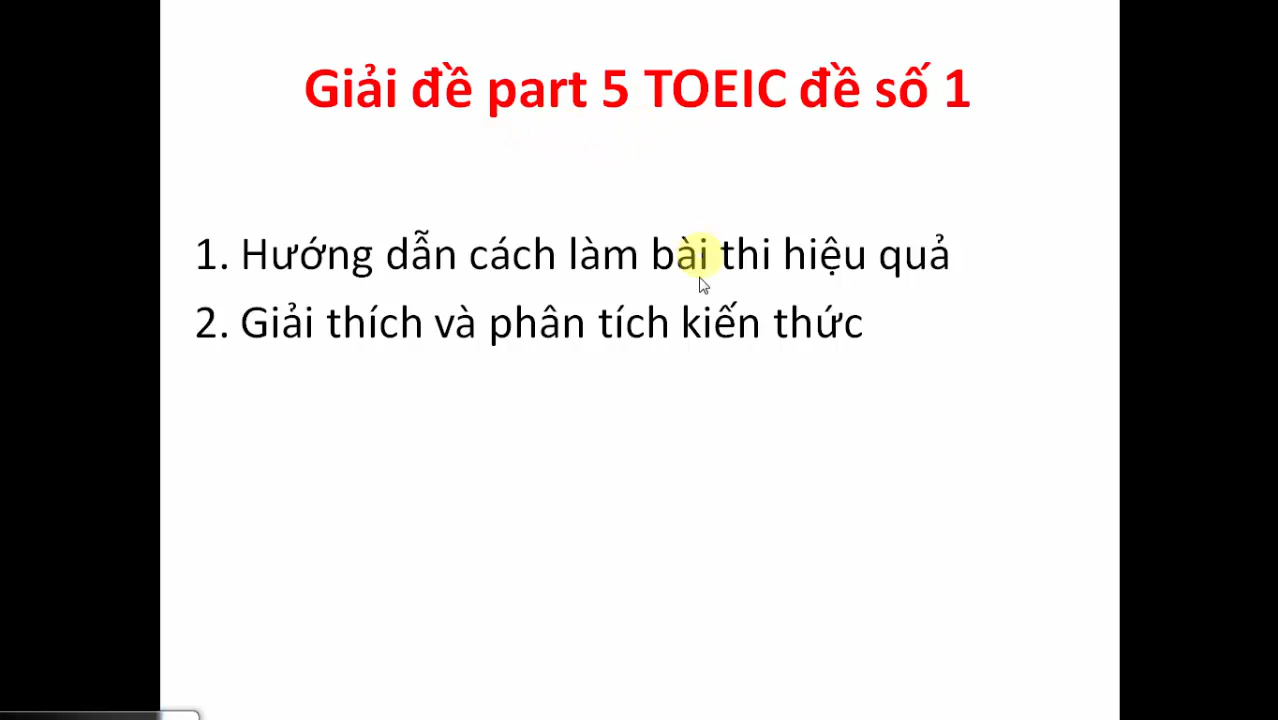 Giải đề part 5 TOEIC đề số 1
1. Hướng dẫn cách làm bài thi hiệu quả
2. Giải thích và phân tích kiến thức